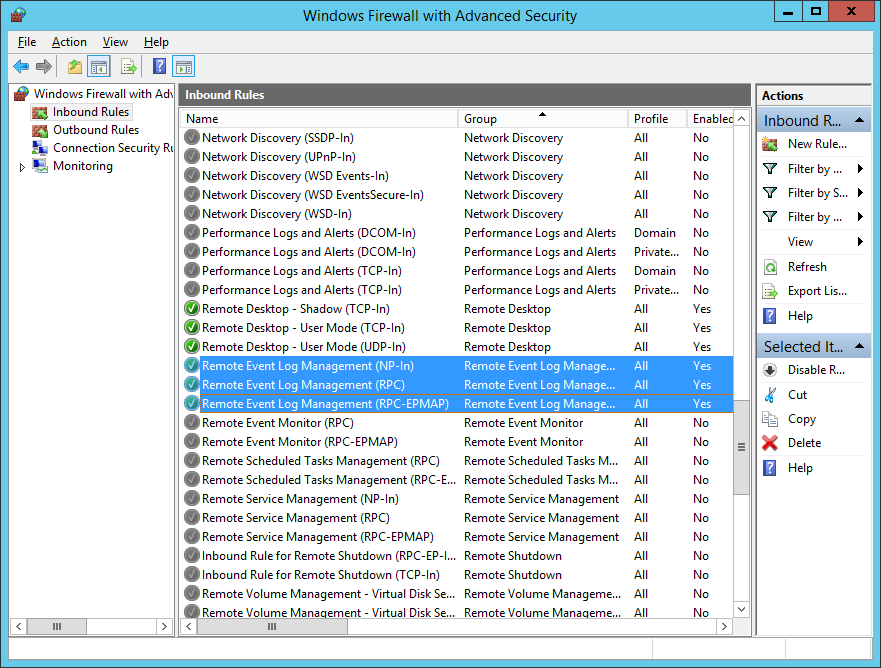 Windows Firewall with Advanced Security
File Action View Help
Windows Firewall with Adv
Inbound Rules
Outbound Rules
Connection Security Ru
Monitoring
Inbound Rules
Name Group Profile Enabled
Network Discovery (SSDP-In) Network Discovery All No
Network Discovery (UPnP-In) Network Discovery All No
Network Discovery (WSD Events-In) Network Discovery All No
Network Discovery (WSD EventsSecure-In) Network Discovery All No
Network Discovery (WSD-In) Network Discovery All No
Performance Logs and Alerts (DCOM-In) Performance Logs and Alerts Domain No
Performance Logs and Alerts (DCOM-In) Performance Logs and Alerts Private... No
Performance Logs and Alerts (TCP-In) Performance Logs and Alerts Domain No
Performance Logs and Alerts (TCP-In) Performance Logs and Alerts Private... No
Remote Desktop - Shadow (TCP-In) Remote Desktop All Yes
Remote Desktop - User Mode (TCP-In) Remote Desktop All Yes
Remote Desktop - User Mode (UDP-In) Remote Desktop All Yes
Remote Event Log Management (NP-In) Remote Event Log Manage... All Yes
Remote Event Log Management (RPC) Remote Event Log Manage... All Yes
Remote Event Log Management (RPC-EPMAP) Remote Event Log Manage... All Yes
Remote Event Monitor (RPC) Remote Event Monitor All No
Remote Event Monitor (RPC-EPMAP) Remote Event Monitor All No
Remote Scheduled Tasks Management (RPC) Remote Scheduled Tasks M... All No
Remote Scheduled Tasks Management (RPC-E... Remote Scheduled Tasks M... All No
Remote Service Management (NP-In) Remote Service Management All No
Remote Service Management (RPC) Remote Service Management All No
Remote Service Management (RPC-EPMAP) Remote Service Management All No
Inbound Rule for Remote Shutdown (RPC-EP-I... Remote Shutdown All No
Inbound Rule for Remote Shutdown (TCP-In) Remote Shutdown All No
Remote Volume Management - Virtual Disk Se... Remote Volume Manageme... All No
Remote Volume Management - Virtual Disk Se... Remote Volume Manageme... All No
Actions
Inbound R...
New Rule...
Filter by ...
Filter by S...
Filter by ...
View
Refresh
Export Lis...
Help
Selected It...
Disable R...
Cut
Copy
Delete
Help